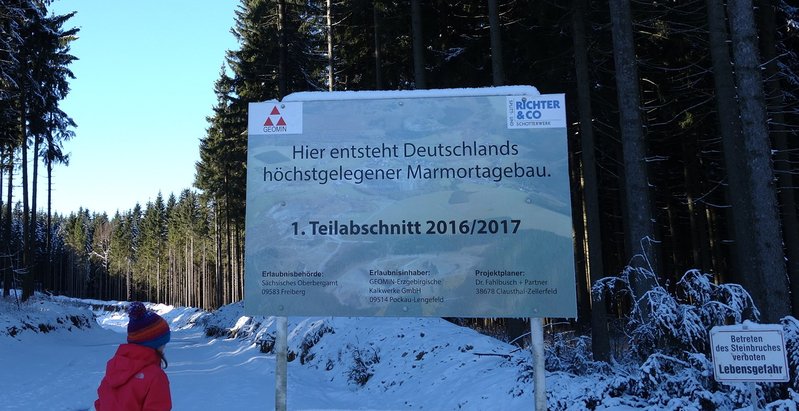 GEOMIN
RICHTER
& CO
SCHOTTERWERK
Hier entsteht Deutschlands
höchstgelegener Marmortagebau.
1. Teilabschnitt 2016/2017
Erlaubnisbehörde:
Sächsisches Oberbergamt
09583 Freiberg
Erlaubnisinhaber:
GEOMIN-Erzgebirgische
Kalkwerke GmbH
09514 Pockau-Lengefeld
Projektplaner:
Dr. Fahlbusch + Partner
38678 Clausthal-Zellerfeld
Betreten
des Steinbruches
verboten
Lebensgefahr